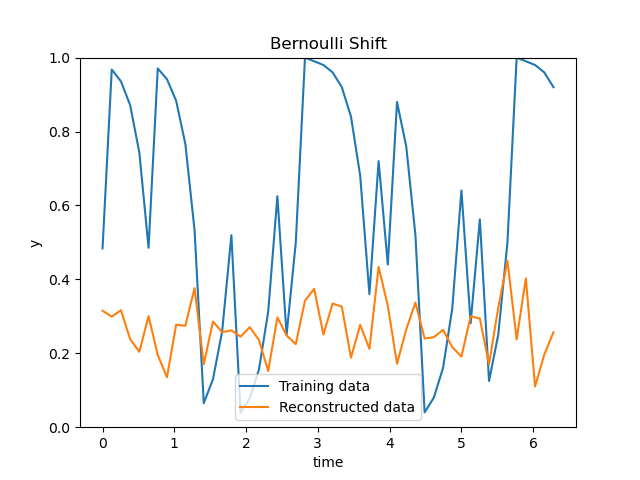 Bernoulli Shift
1.0
0.8
0.6
0.4
0.2
0.0
y
Training data
Reconstructed data
0 1 2 3 4 5 6
time